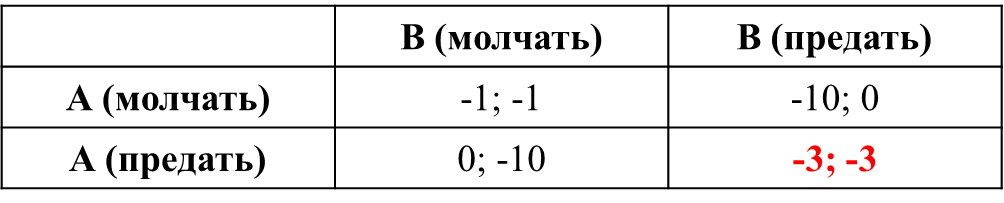 В (молчать) В (предать)
А (молчать) -1; -1 -10; 0
А (предать) 0; -10 -3; -3